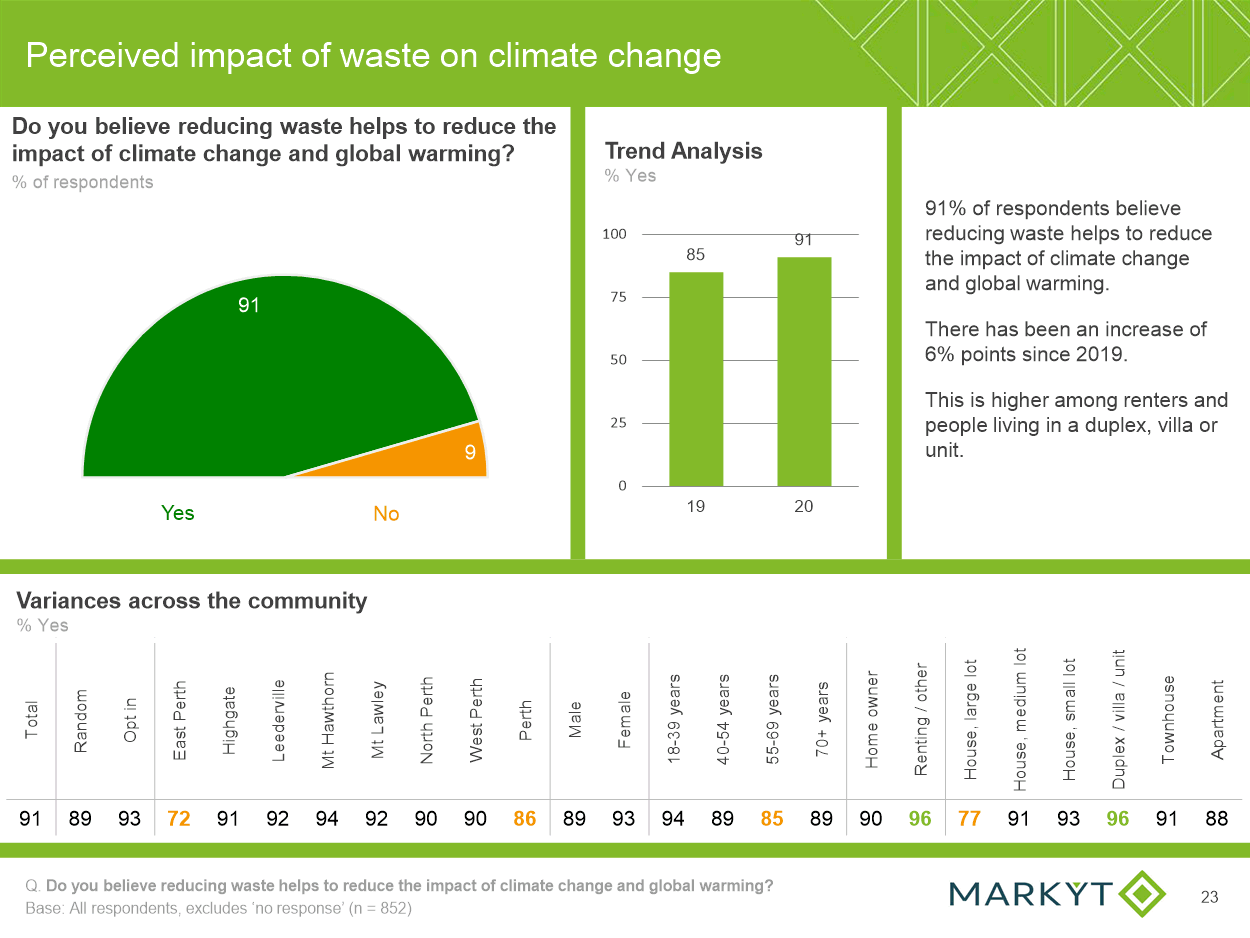 Perceived impact of waste on climate change
Do you believe reducing waste helps to reduce the
impact of climate change and global warming?
% of respondents
91
9
Yes
No
Trend Analysis
% Yes
100
75
50
25
0
85
91
19
20
91% of respondents believe
reducing waste helps to reduce
the impact of climate change
and global warming.
There has been an increase of
6% points since 2019.
This is higher among renters and
people living in a duplex, villa or
unit.
Variances across the community
% Yes
Total
Random
Opt in
East Perth
Highgate
Leederville
Mt Hawthorn
Mt Lawley
North Perth
West Perth
Perth
Male
Female
18-39 years
40-54 years
55-69 years
70+ years
Home owner
Renting / other
House, large lot
House, medium lot
House, small lot
Duplex / villa / unit
Townhouse
Apartment
91 89 93 72 91 92 94 92 90 90 86 89 93 94 89 85 89 90 96 77 91 93 96 91 88
Q. Do you believe reducing waste helps to reduce the impact of climate change and global warming?
Base: All respondents, excludes 'no response' (n = 852)
MARKYT
23